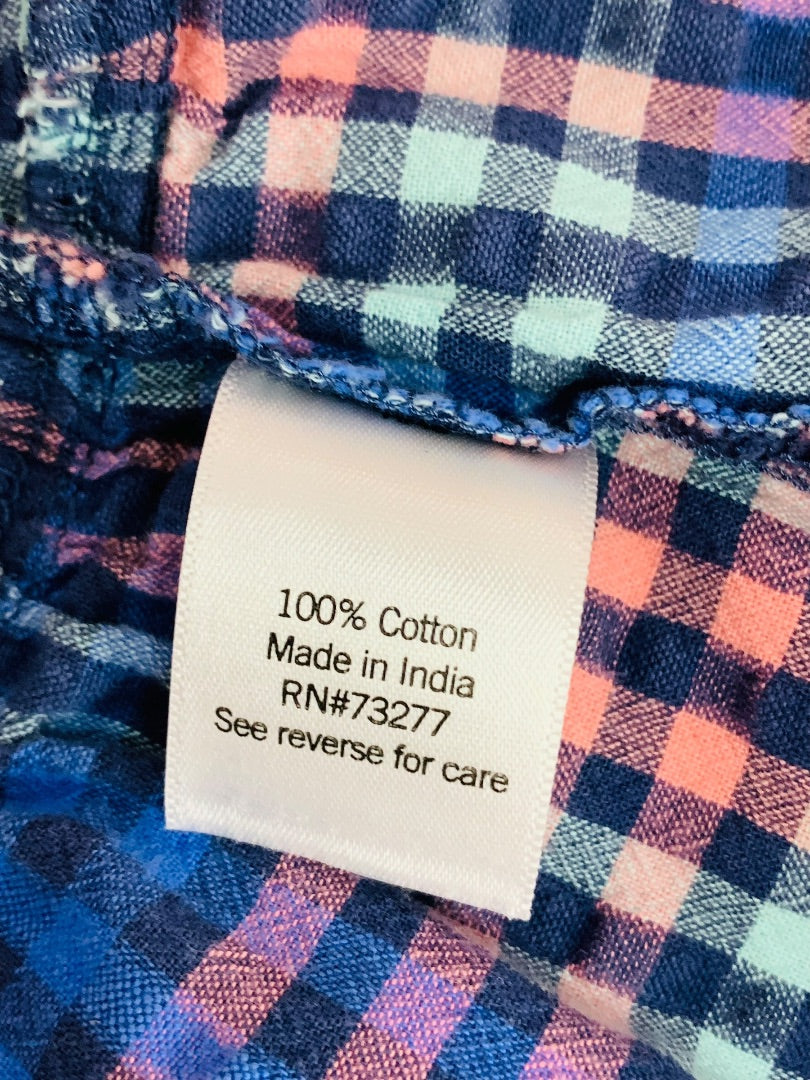 100% Cotton
Made in India
RN#73277
See reverse for care